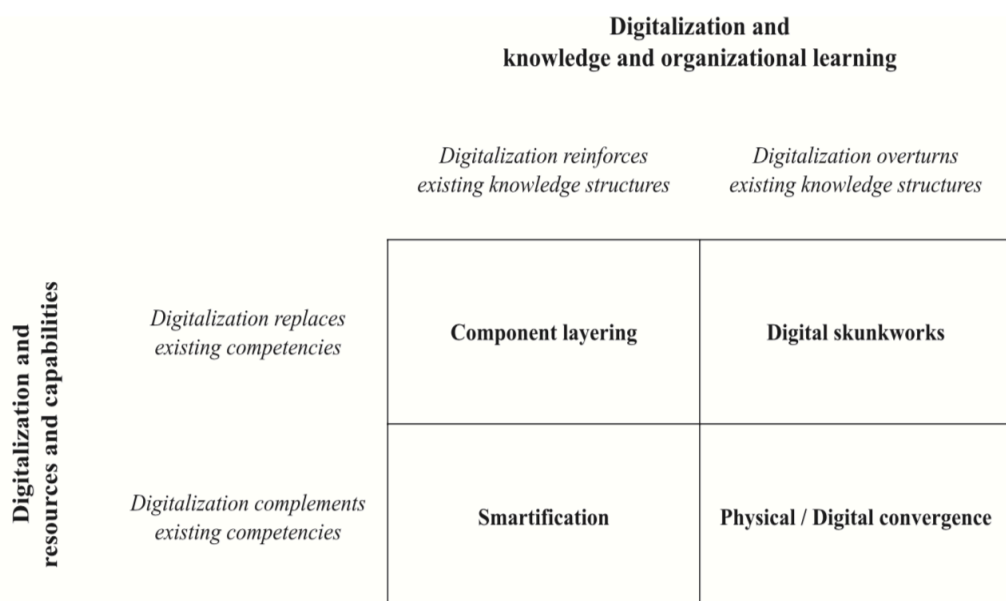 Digitalization and
knowledge and organizational learning
Digitalization reinforces
existing knowledge structures
Digitalization overturns
existing knowledge structures
Digitalization and
resources and capabilities
Digitalization replaces
existing competencies
Component layering
Digital skunkworks
Digitalization complements
existing competencies
Smartification
Physical / Digital convergence